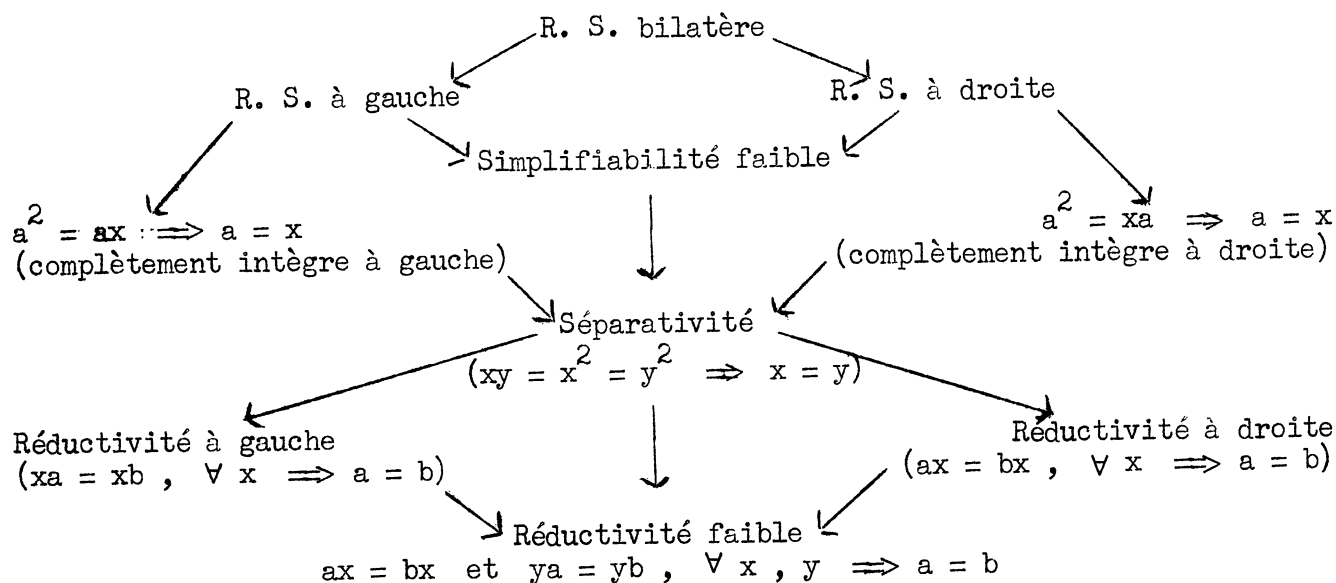 R. S. bilatère
R. S. à gauche
R. S. à droite
Simplifiabilité faible
a² = ax ⟹ a = x
(complètement intègre à gauche)
a² = xa ⟹ a = x
(complètement intègre à droite)
Séparativité
(xy = x² = y² ⟹ x = y)
Réductivité à gauche
(xa = xb , ∀ x ⟹ a = b)
Réductivité à droite
(ax = bx , ∀ x ⟹ a = b)
Réductivité faible
ax = bx et ya = yb , ∀ x , y ⟹ a = b